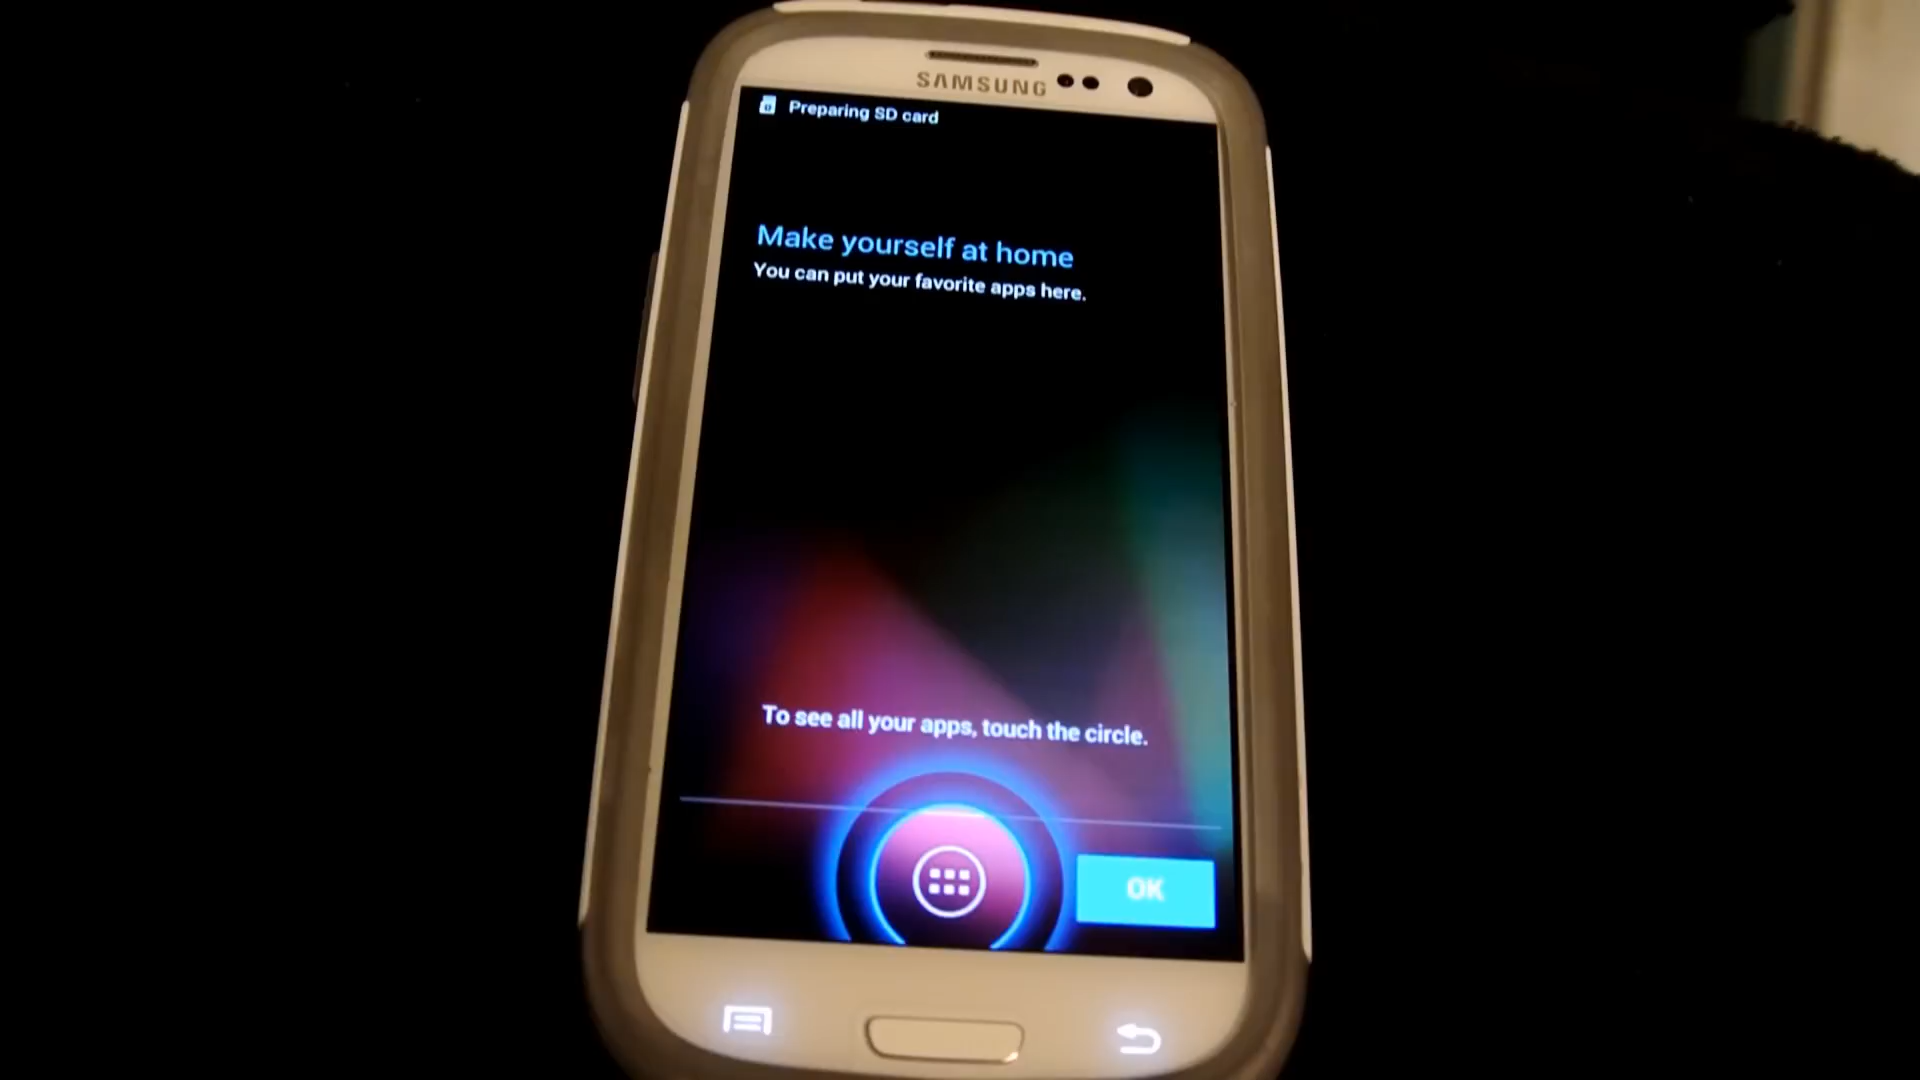 SAMSUNG
Preparing SD card
Make yourself at home
You can put your favorite apps here.
To see all your apps, touch the circle.
OK